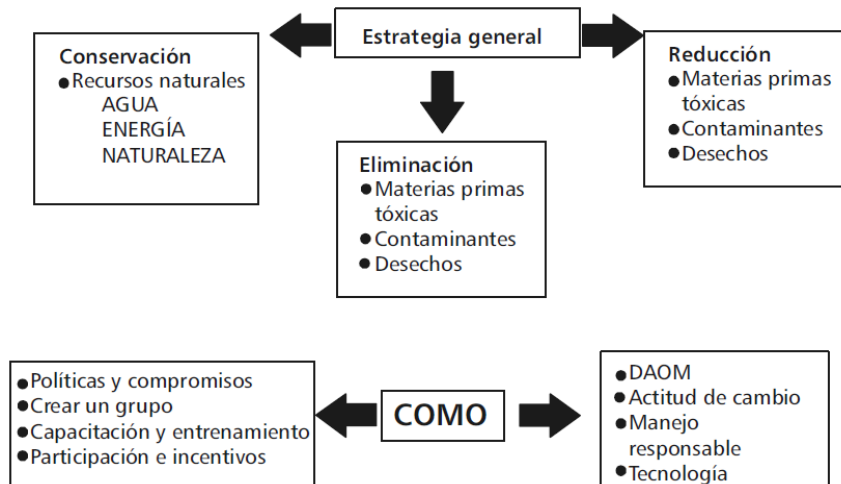 Estrategia general
Conservación
●Recursos naturales
AGUA
ENERGÍA
NATURALEZA
Eliminación
●Materias primas
tóxicas
●Contaminantes
●Desechos
Reducción
●Materias primas
tóxicas
●Contaminantes
●Desechos
●Políticas y compromisos
●Crear un grupo
●Capacitación y entrenamiento
●Participación e incentivos
COMO
●DAOM
●Actitud de cambio
●Manejo
responsable
●Tecnología